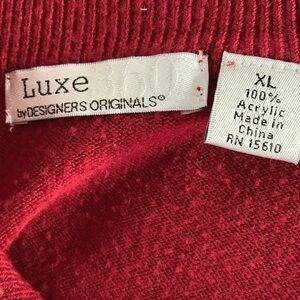 Luxe
by DESIGNERS ORIGINALS®
XL
100%
Acrylic
Made in
China
RN 15610